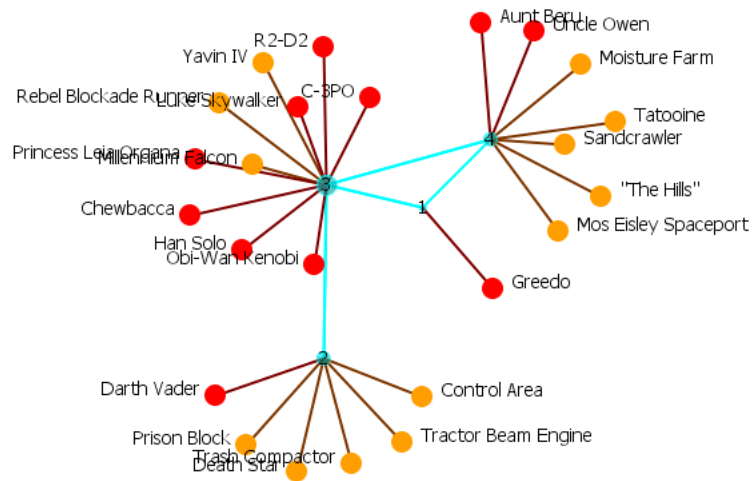 Aunt Beru
Uncle Owen
R2-D2
Yavin IV
Moisture Farm
C-3PO
Rebel Blockade Runner
Luke Skywalker
Tatooine
Sandcrawler
4
Princess Leia Organa
Millennium Falcon
3
"The Hills"
1
Chewbacca
Mos Eisley Spaceport
Han Solo
Obi-Wan Kenobi
Greedo
2
Darth Vader
Control Area
Prison Block
Tractor Beam Engine
Trash Compactor
Death Star